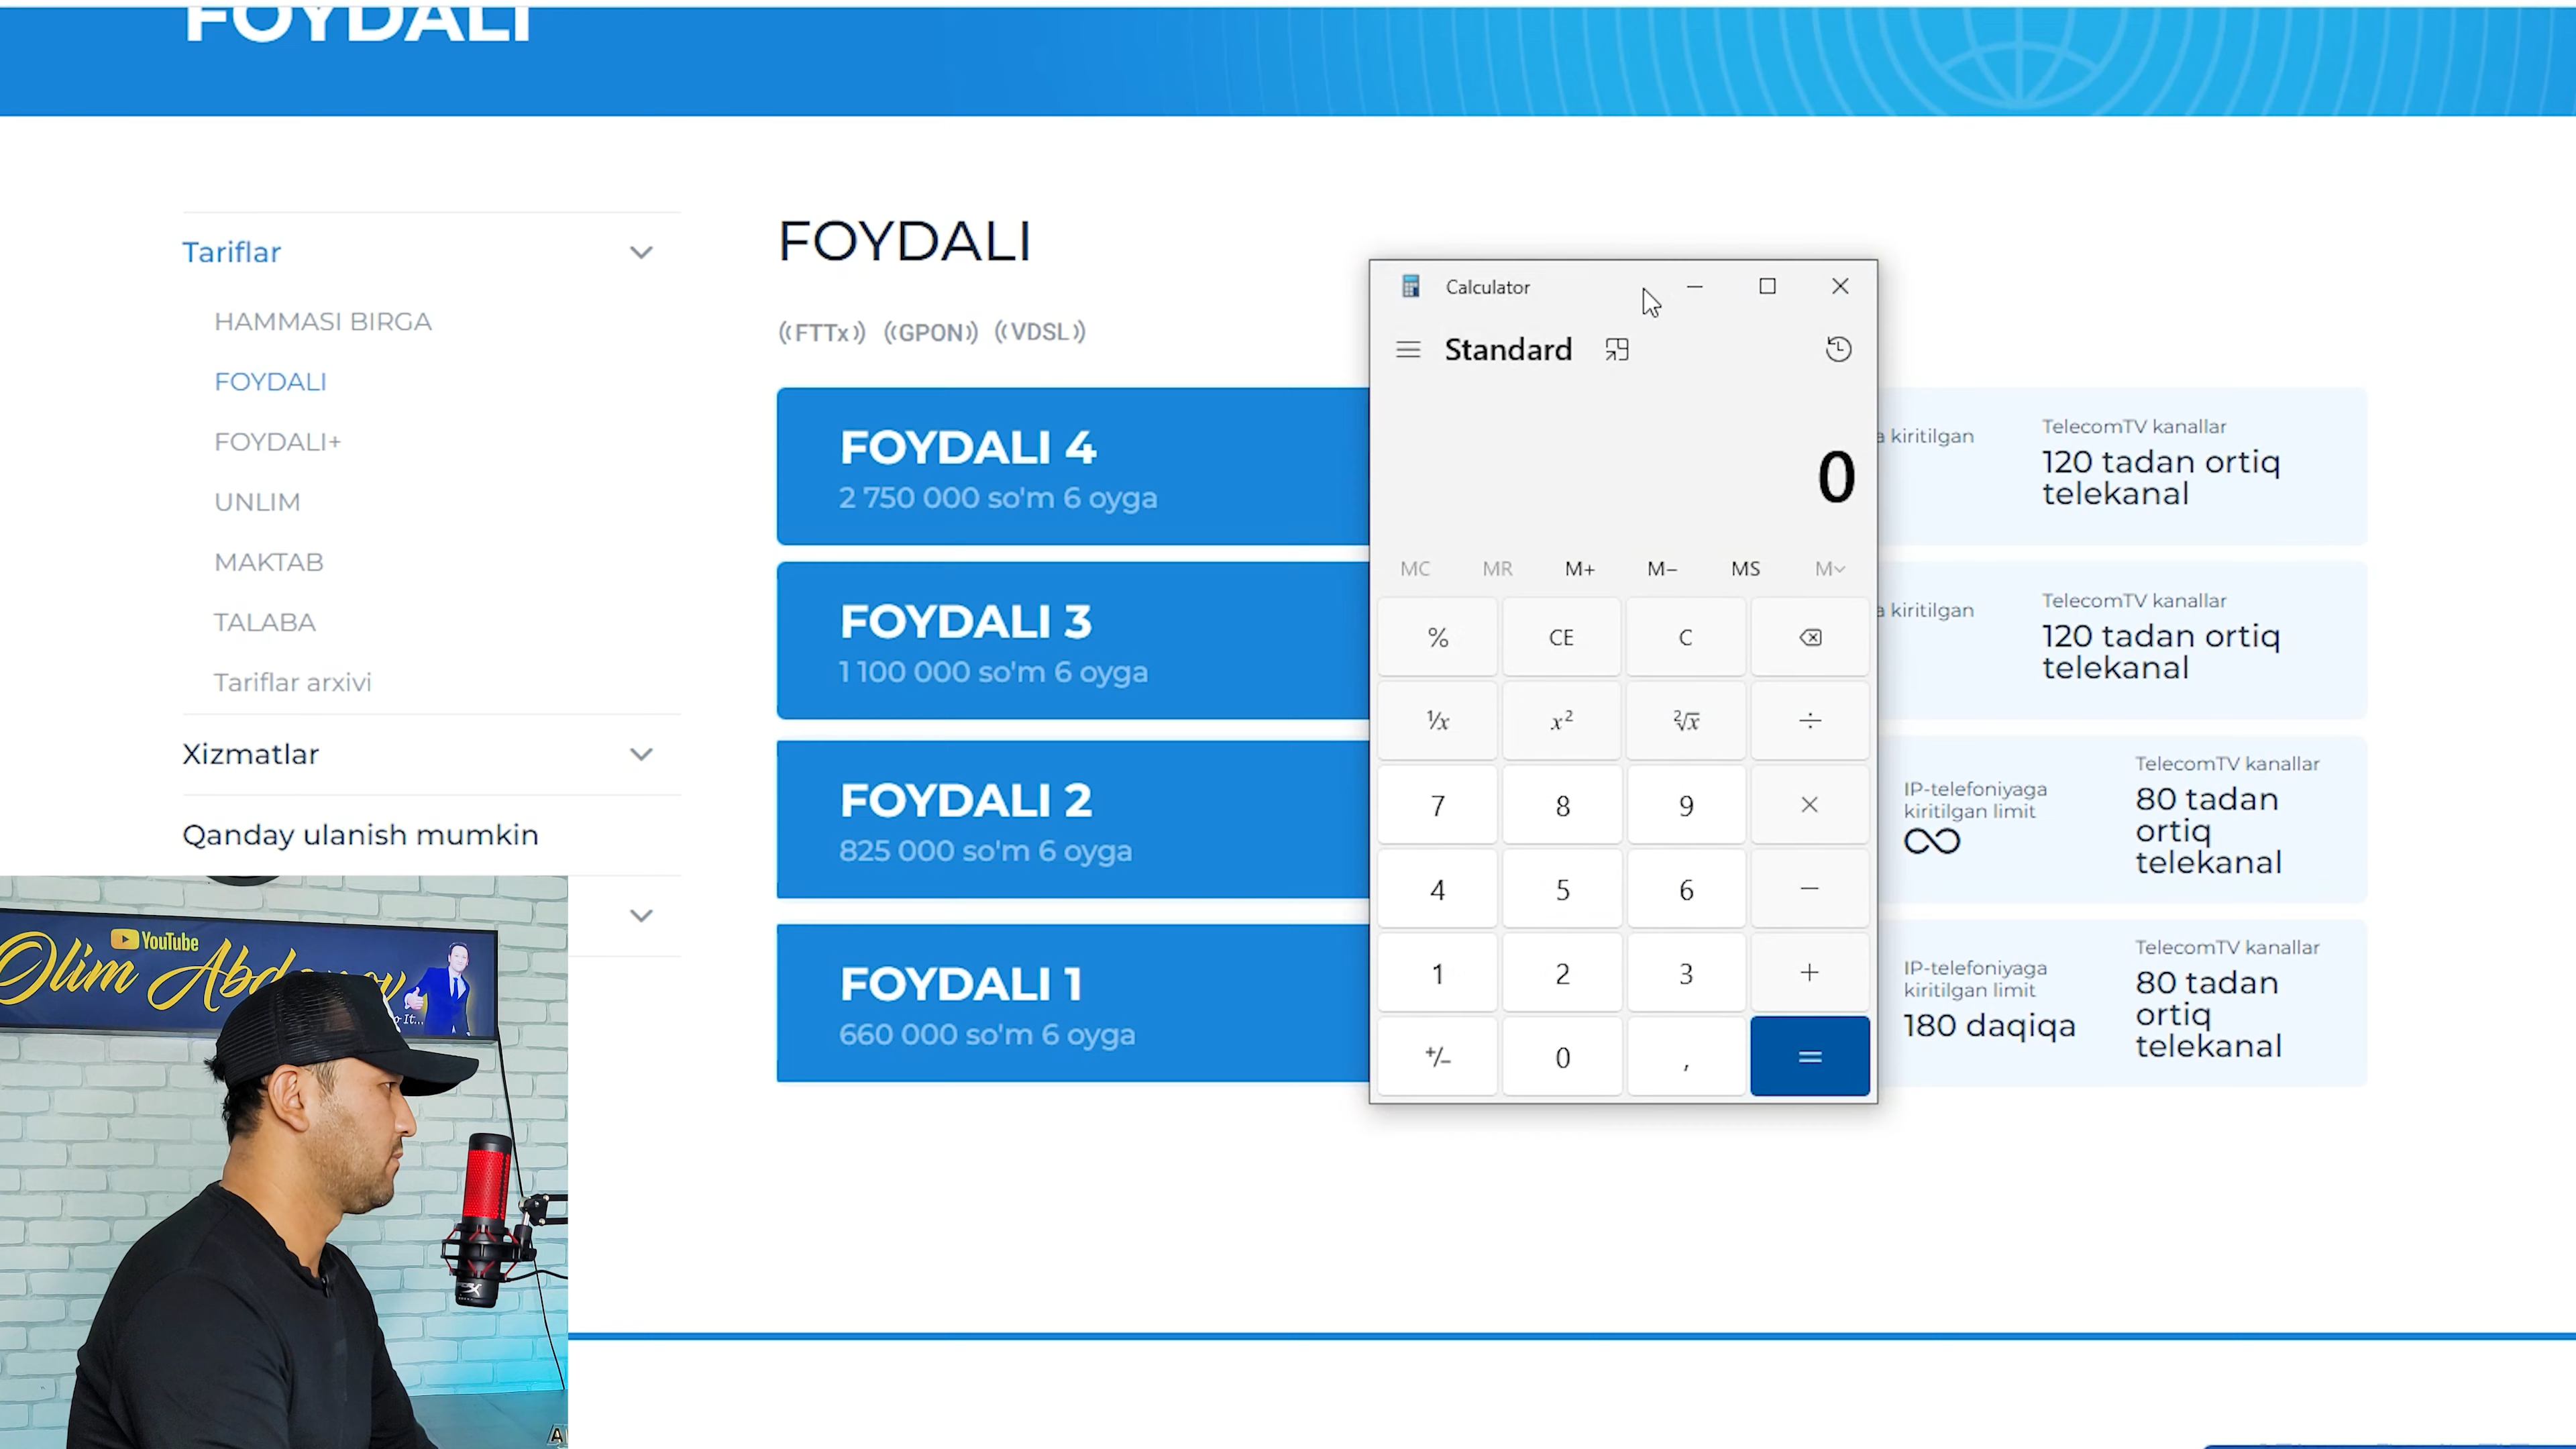 FOYDALI
Tariflar
HAMMASI BIRGA
FOYDALI
FOYDALI+
UNLIM
MAKTAB
TALABA
Tariflar arxivi
Xizmatlar
Qanday ulanish mumkin
FOYDALI
((FTTx)) ((GPON)) ((VDSL))
FOYDALI 4
2 750 000 so'm 6 oyga
kiritilgan
TelecomTV kanallar
120 tadan ortiq
telekanal
FOYDALI 3
1 100 000 so'm 6 oyga
kiritilgan
TelecomTV kanallar
120 tadan ortiq
telekanal
FOYDALI 2
825 000 so'm 6 oyga
IP-telefoniyaga
kiritilgan limit
∞
TelecomTV kanallar
80 tadan
ortiq
telekanal
FOYDALI 1
660 000 so'm 6 oyga
IP-telefoniyaga
kiritilgan limit
180 daqiqa
TelecomTV kanallar
80 tadan
ortiq
telekanal
Calculator
Standard
0
MC MR M+ M− MS M
% CE C
1/x x² ²√x ÷
7 8 9 ×
4 5 6 −
1 2 3 +
+/− 0 , =
YouTube
Olim
It...